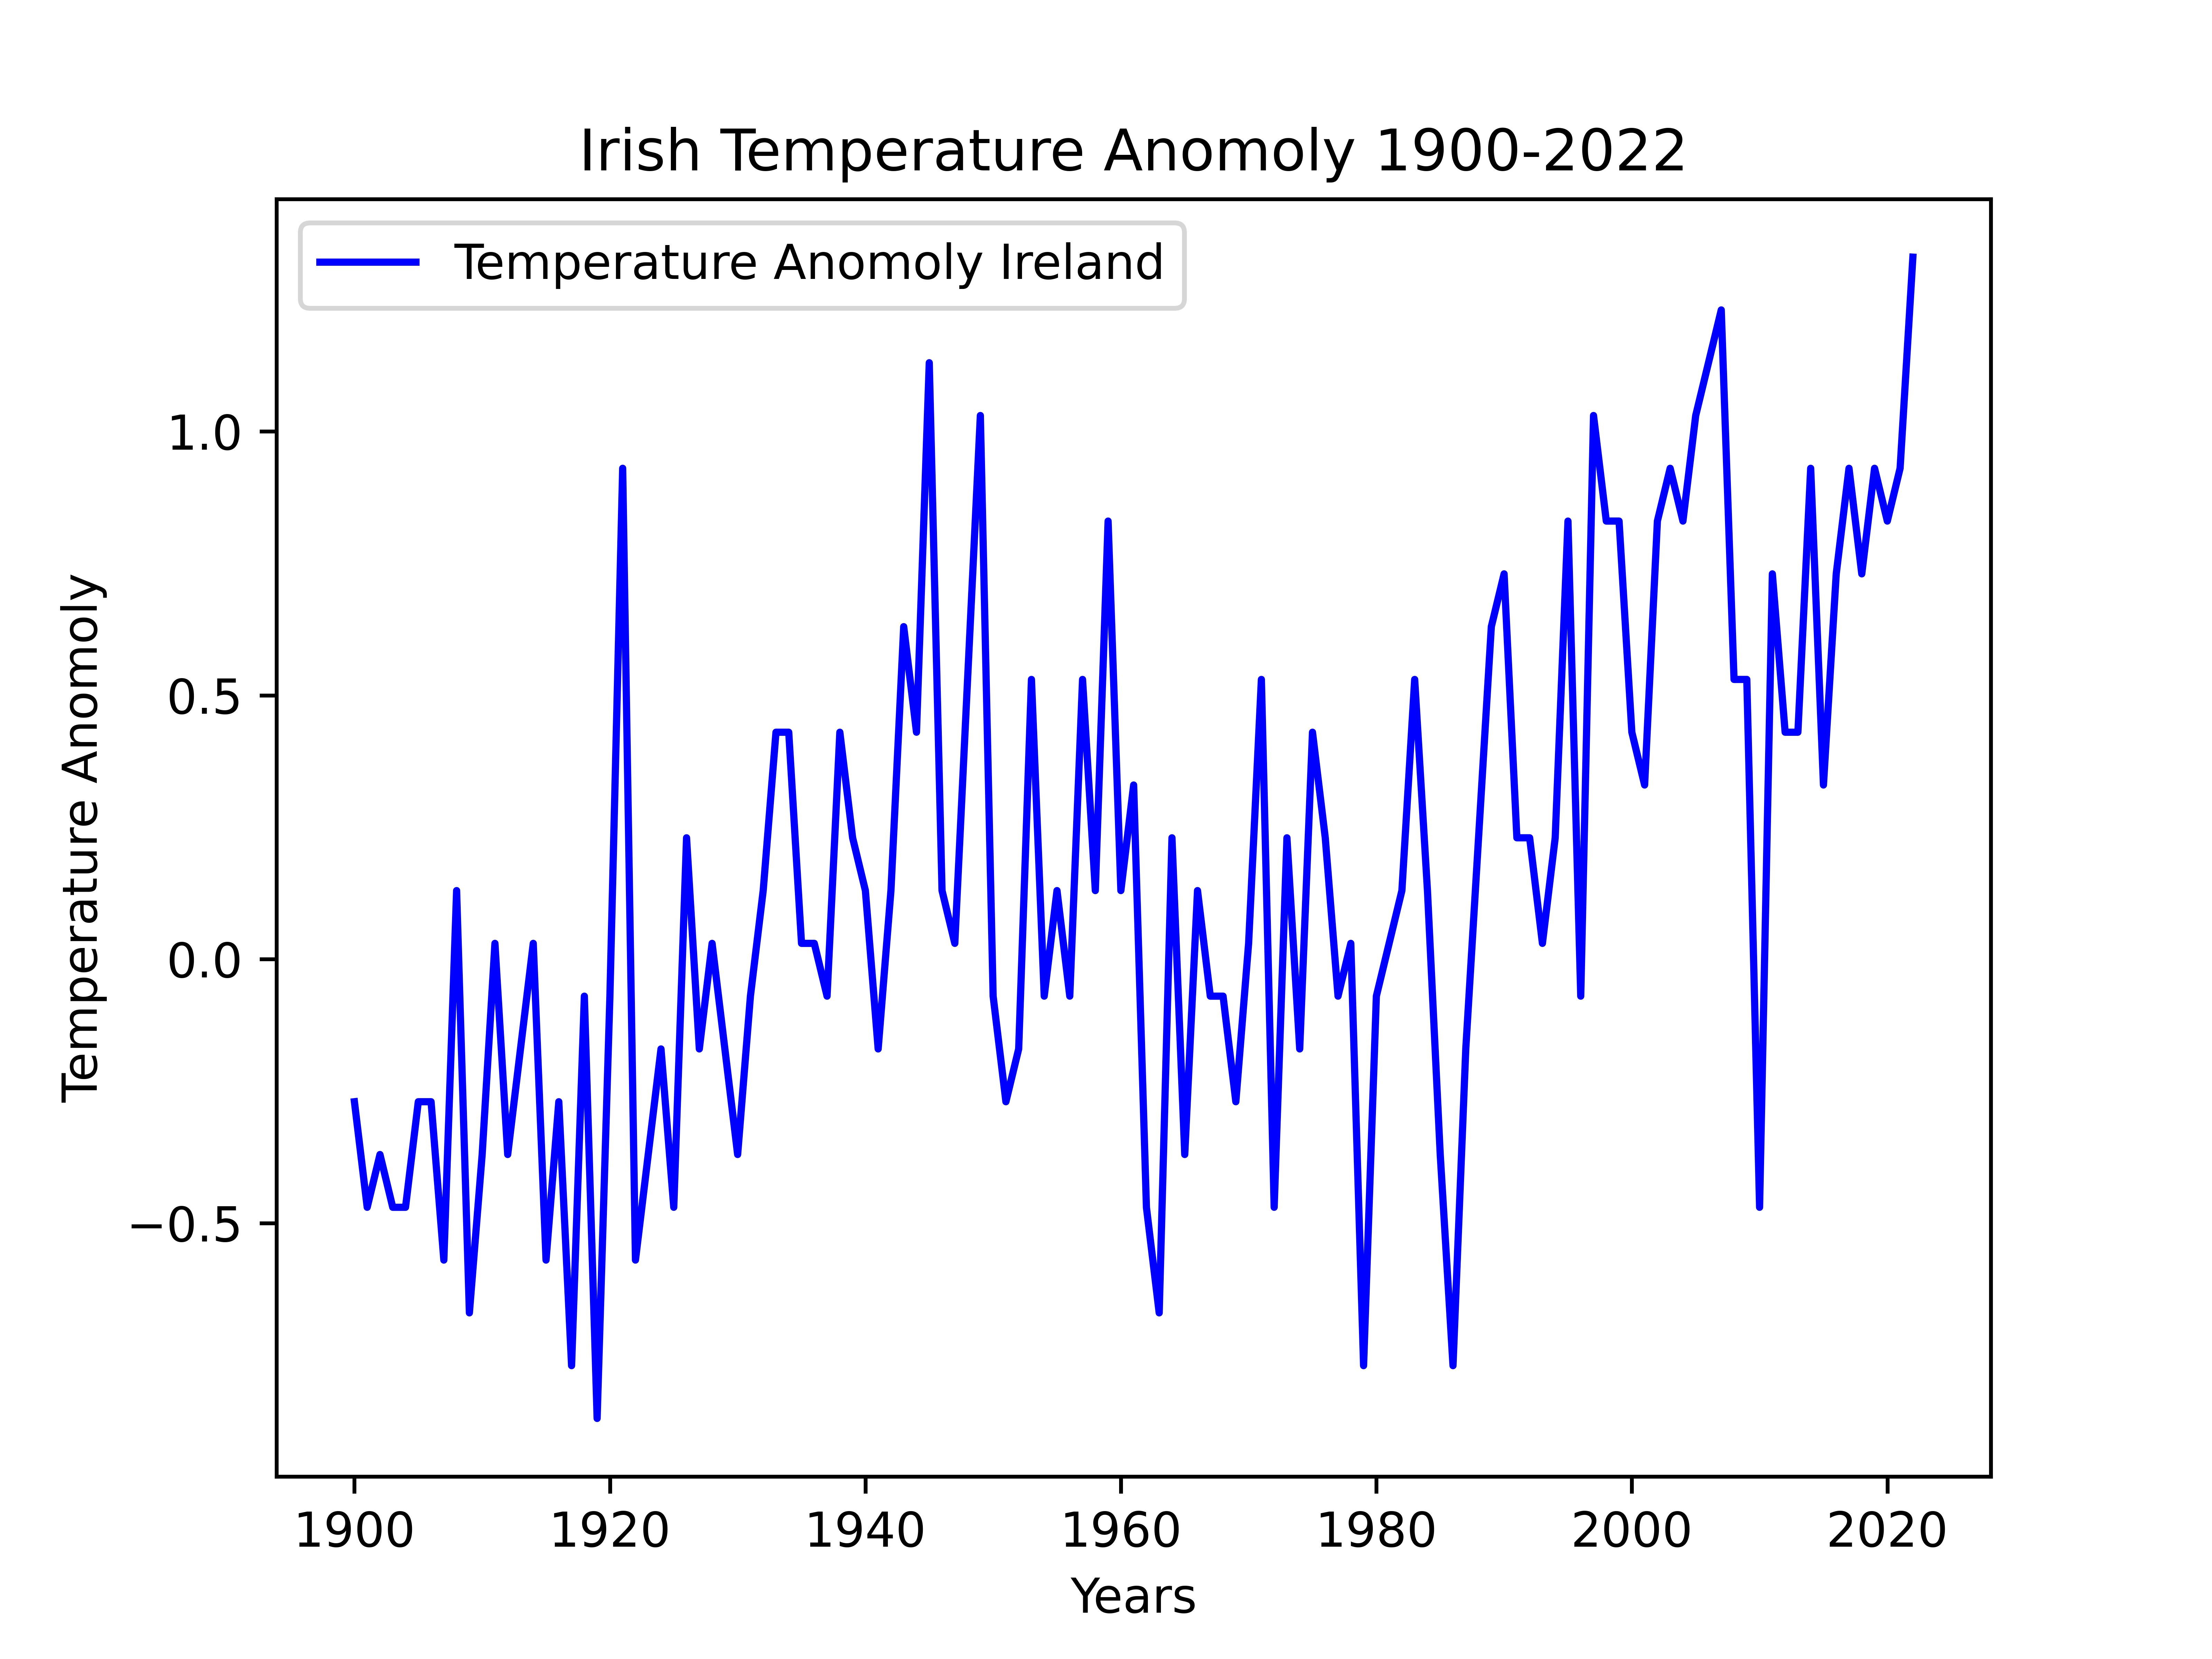 Irish Temperature Anomoly 1900-2022
Temperature Anomoly Ireland
Temperature Anomoly
1.0
0.5
0.0
−0.5
1900 1920 1940 1960 1980 2000 2020
Years